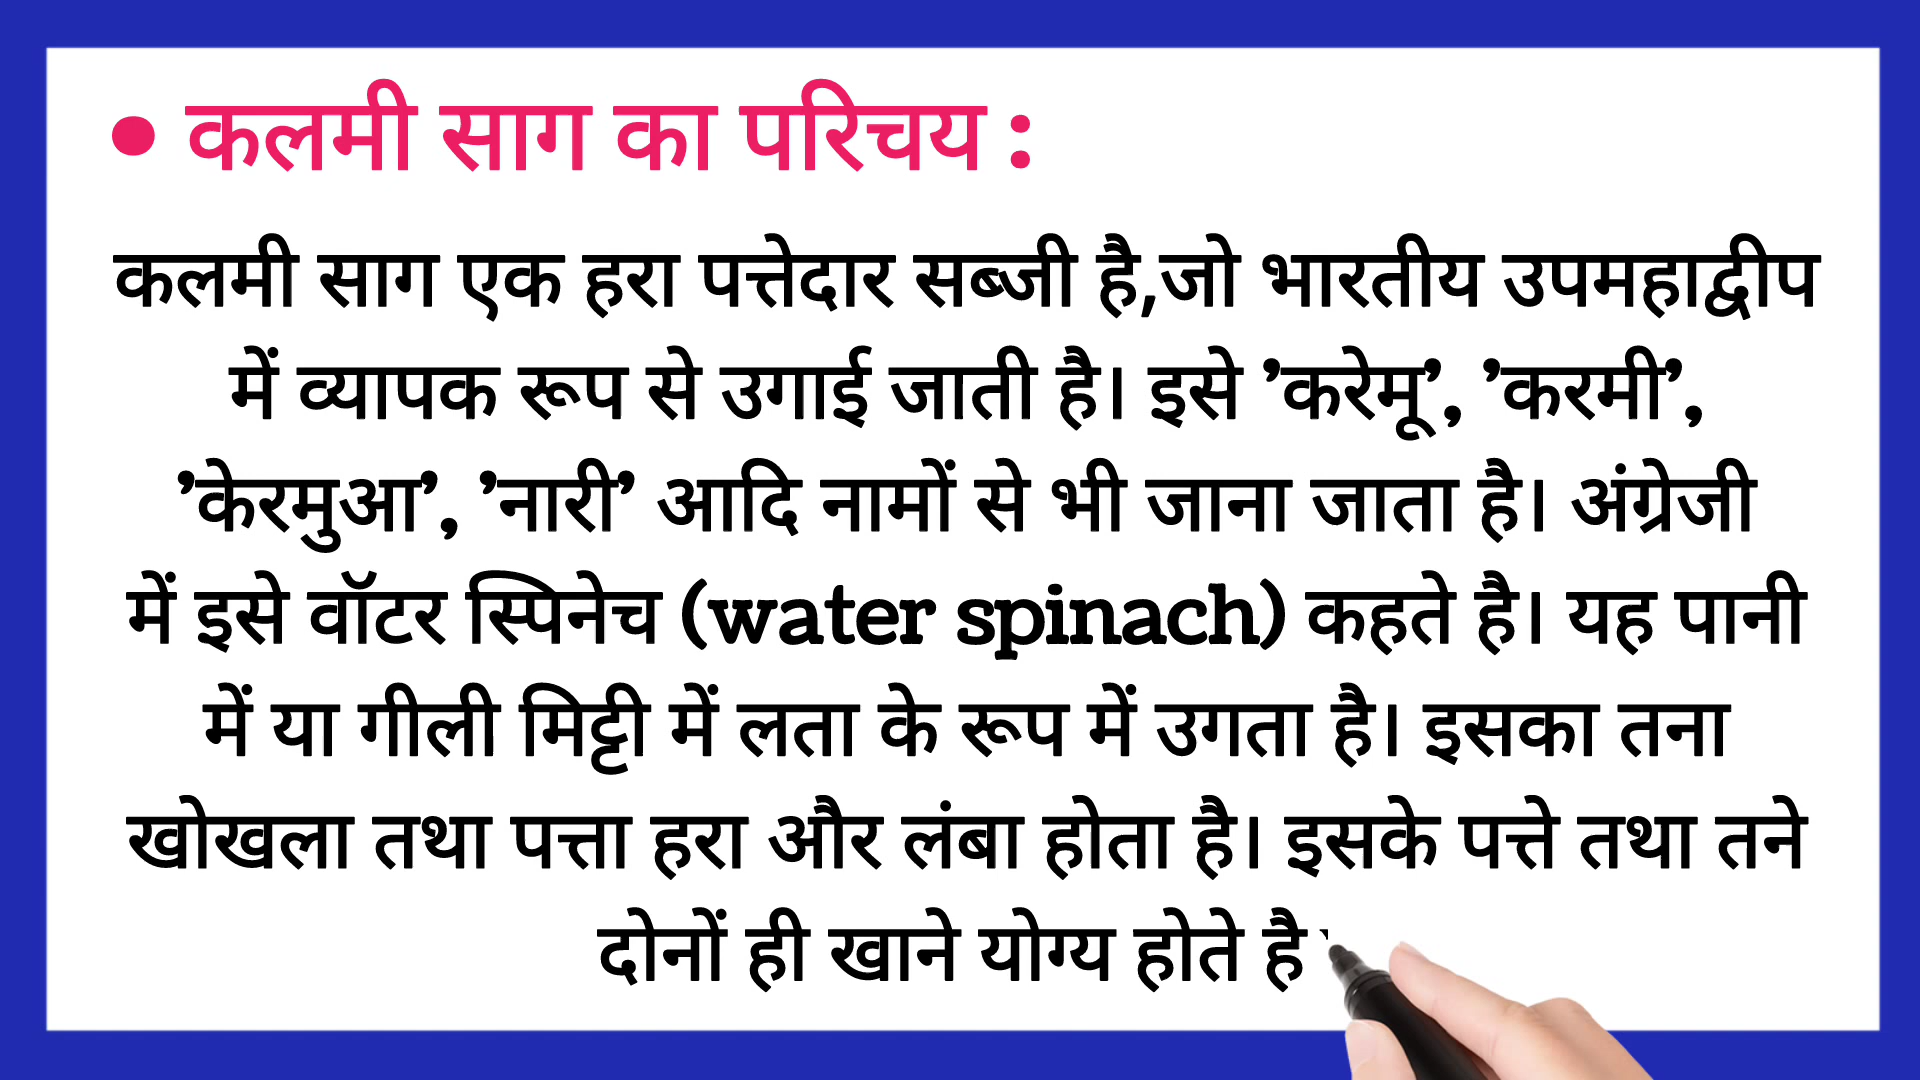 • कलमी साग का परिचय :
कलमी साग एक हरा पत्तेदार सब्जी है,जो भारतीय उपमहाद्वीप
में व्यापक रूप से उगाई जाती है। इसे ’करेमू’, ’करमी’,
’केरमुआ’, ’नारी’ आदि नामों से भी जाना जाता है। अंग्रेजी
में इसे वॉटर स्पिनेच (water spinach) कहते है। यह पानी
में या गीली मिट्टी में लता के रूप में उगता है। इसका तना
खोखला तथा पत्ता हरा और लंबा होता है। इसके पत्ते तथा तने
दोनों ही खाने योग्य होते है